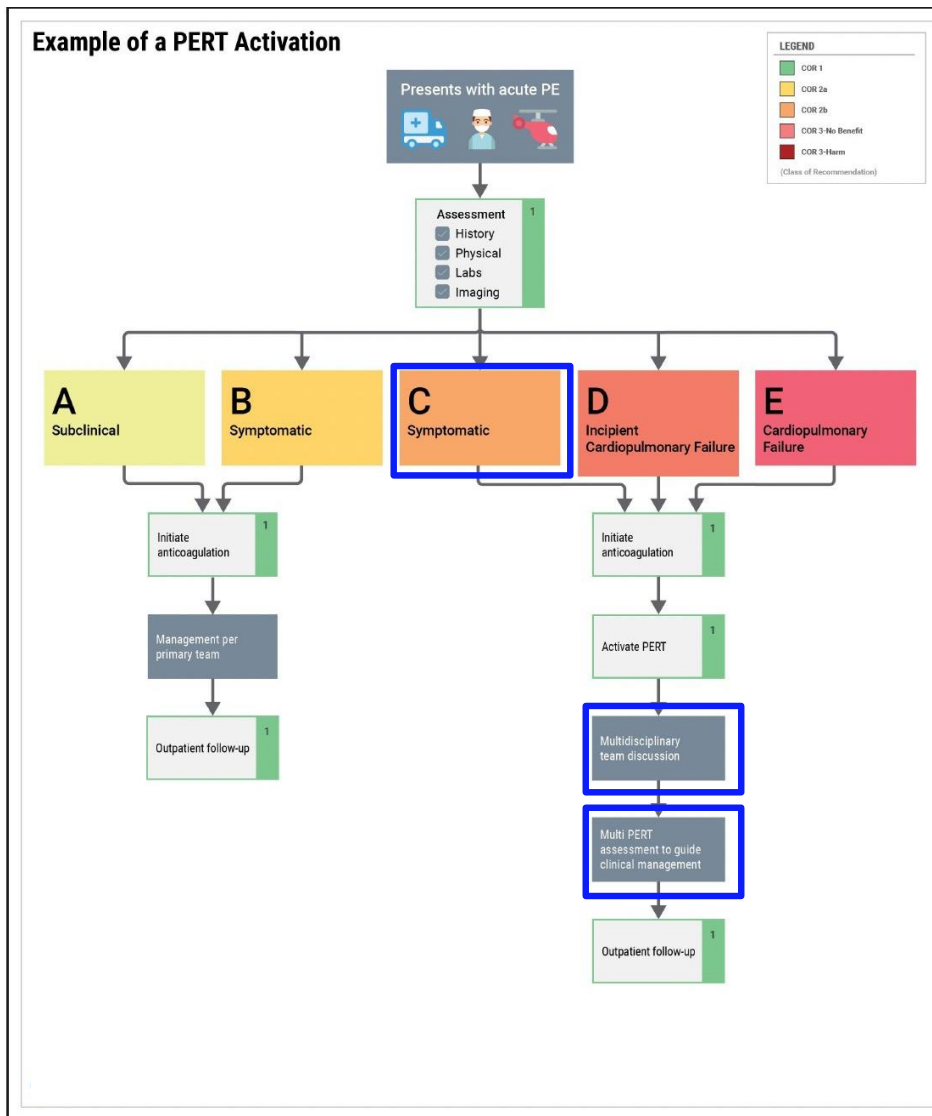 Example of a PERT Activation
LEGEND
COR 1
COR 2a
COR 2b
COR 3-No Benefit
COR 3-Harm
(Class of Recommendation)
Presents with acute PE
Assessment
1
History
Physical
Labs
Imaging
A
Subclinical
B
Symptomatic
C
Symptomatic
D
Incipient
Cardiopulmonary Failure
E
Cardiopulmonary
Failure
Initiate
anticoagulation
1
Management per
primary team
Outpatient follow-up
1
Initiate
anticoagulation
1
Activate PERT
1
Multidisciplinary
team discussion
Multi PERT
assessment to guide
clinical management
Outpatient follow-up
1